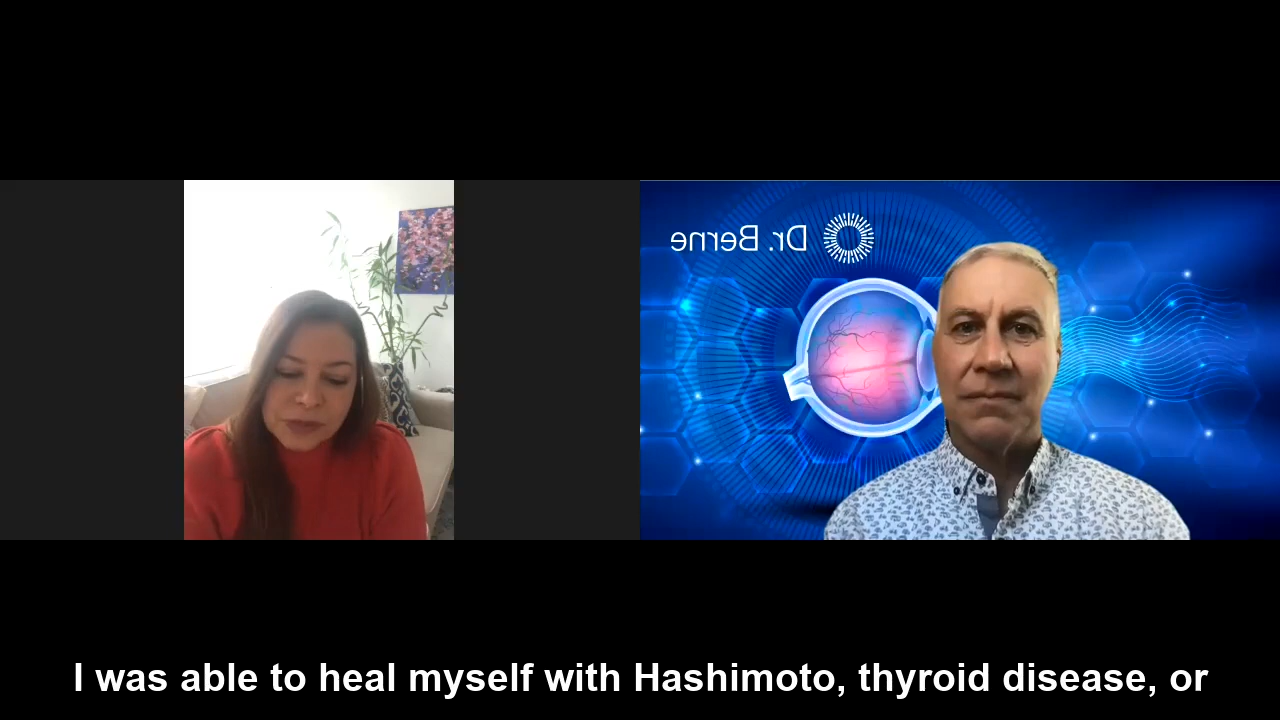 Dr. Berne
I was able to heal myself with Hashimoto, thyroid disease, or